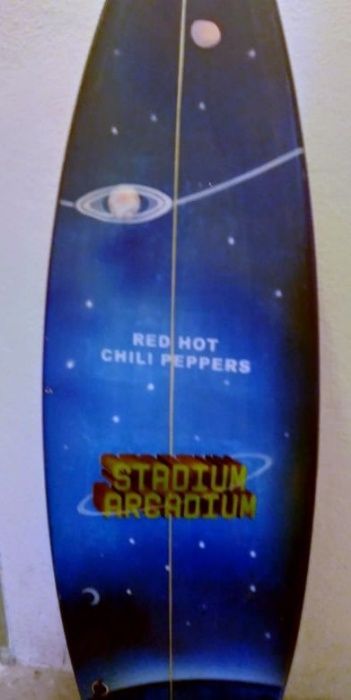 RED HOT
CHILI PEPPERS
STADIUM
ARCADIUM